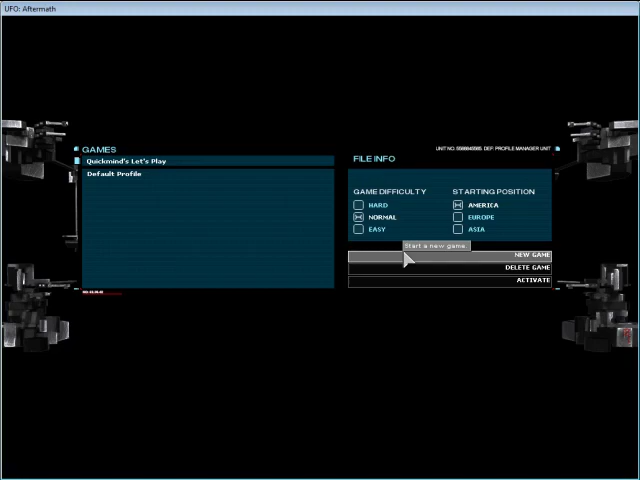 UFO: Aftermath
GAMES
Quickmind's Let's Play
Default Profile
UNIT NO. 5598645565. DEF: PROFILE MANAGER UNIT
FILE INFO
GAME DIFFICULTY
STARTING POSITION
HARD
AMERICA
NORMAL
EUROPE
EASY
ASIA
Start a new game.
NEW GAME
DELETE GAME
ACTIVATE